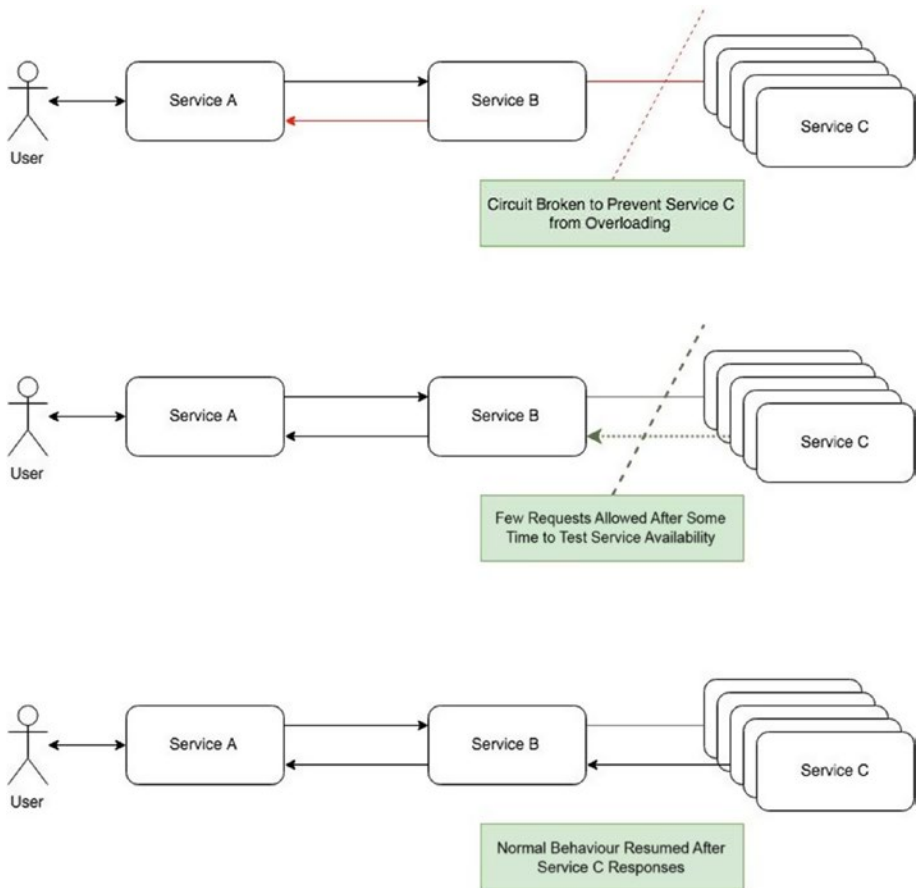 Service A
Service B
Service C
User
Circuit Broken to Prevent Service C
from Overloading
Service A
Service B
Service C
User
Few Requests Allowed After Some
Time to Test Service Availability
Service A
Service B
Service C
User
Normal Behaviour Resumed After
Service C Responses